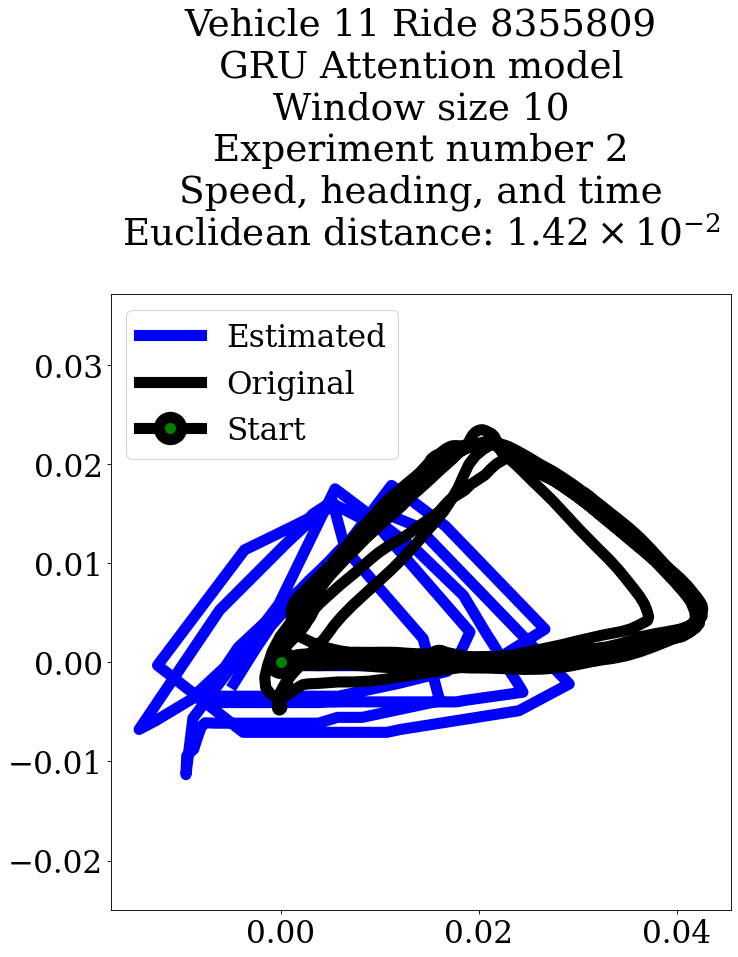 Vehicle 11 Ride 8355809
GRU Attention model
Window size 10
Experiment number 2
Speed, heading, and time
Euclidean distance: 1.42 × 10⁻²
Estimated
Original
Start
0.03
0.02
0.01
0.00
−0.01
−0.02
0.00 0.02 0.04